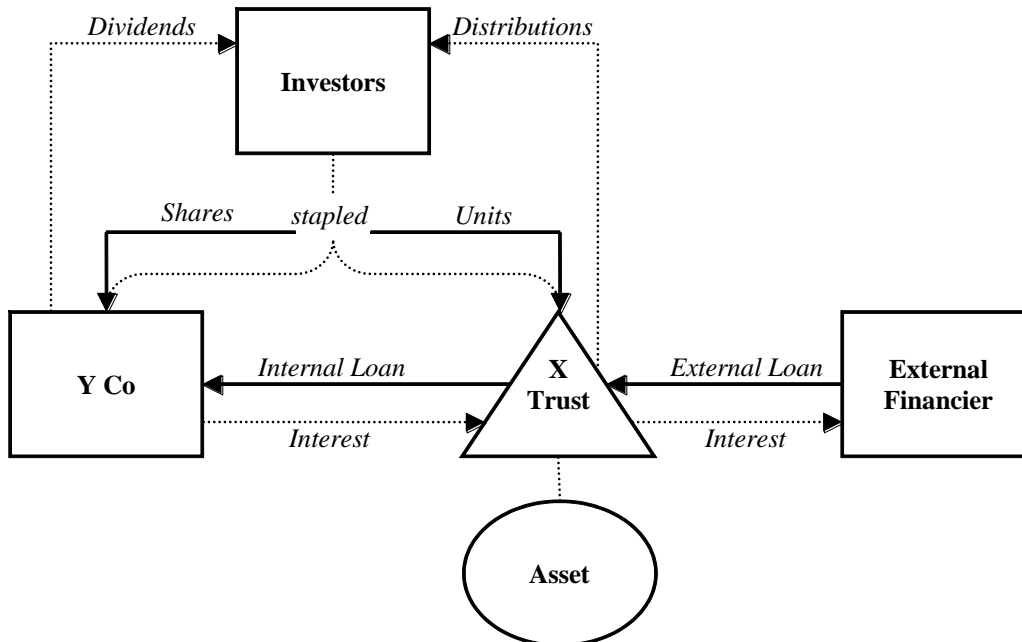 Dividends
Distributions
Investors
Shares
stapled
Units
Y Co
Internal Loan
Interest
X
Trust
External Loan
Interest
External
Financier
Asset